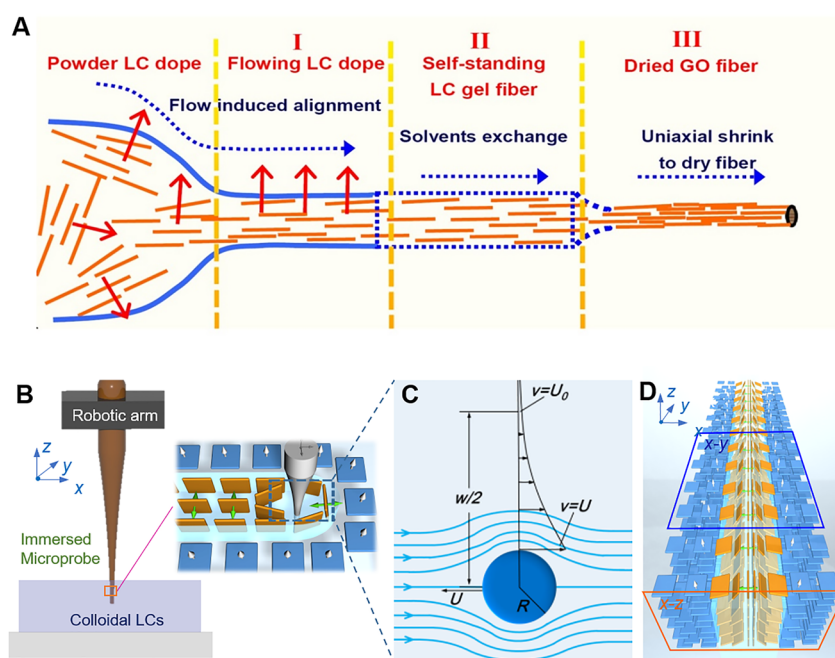 A
I
II
III
Powder LC dope
Flowing LC dope
Self-standing
LC gel fiber
Dried GO fiber
Flow induced alignment
Solvents exchange
Uniaxial shrink
to dry fiber
B
Robotic arm
z
y
x
Immersed
Microprobe
Colloidal LCs
C
v=U₀
w/2
v=U
U
R
D
z
y
x
x-y
x-z